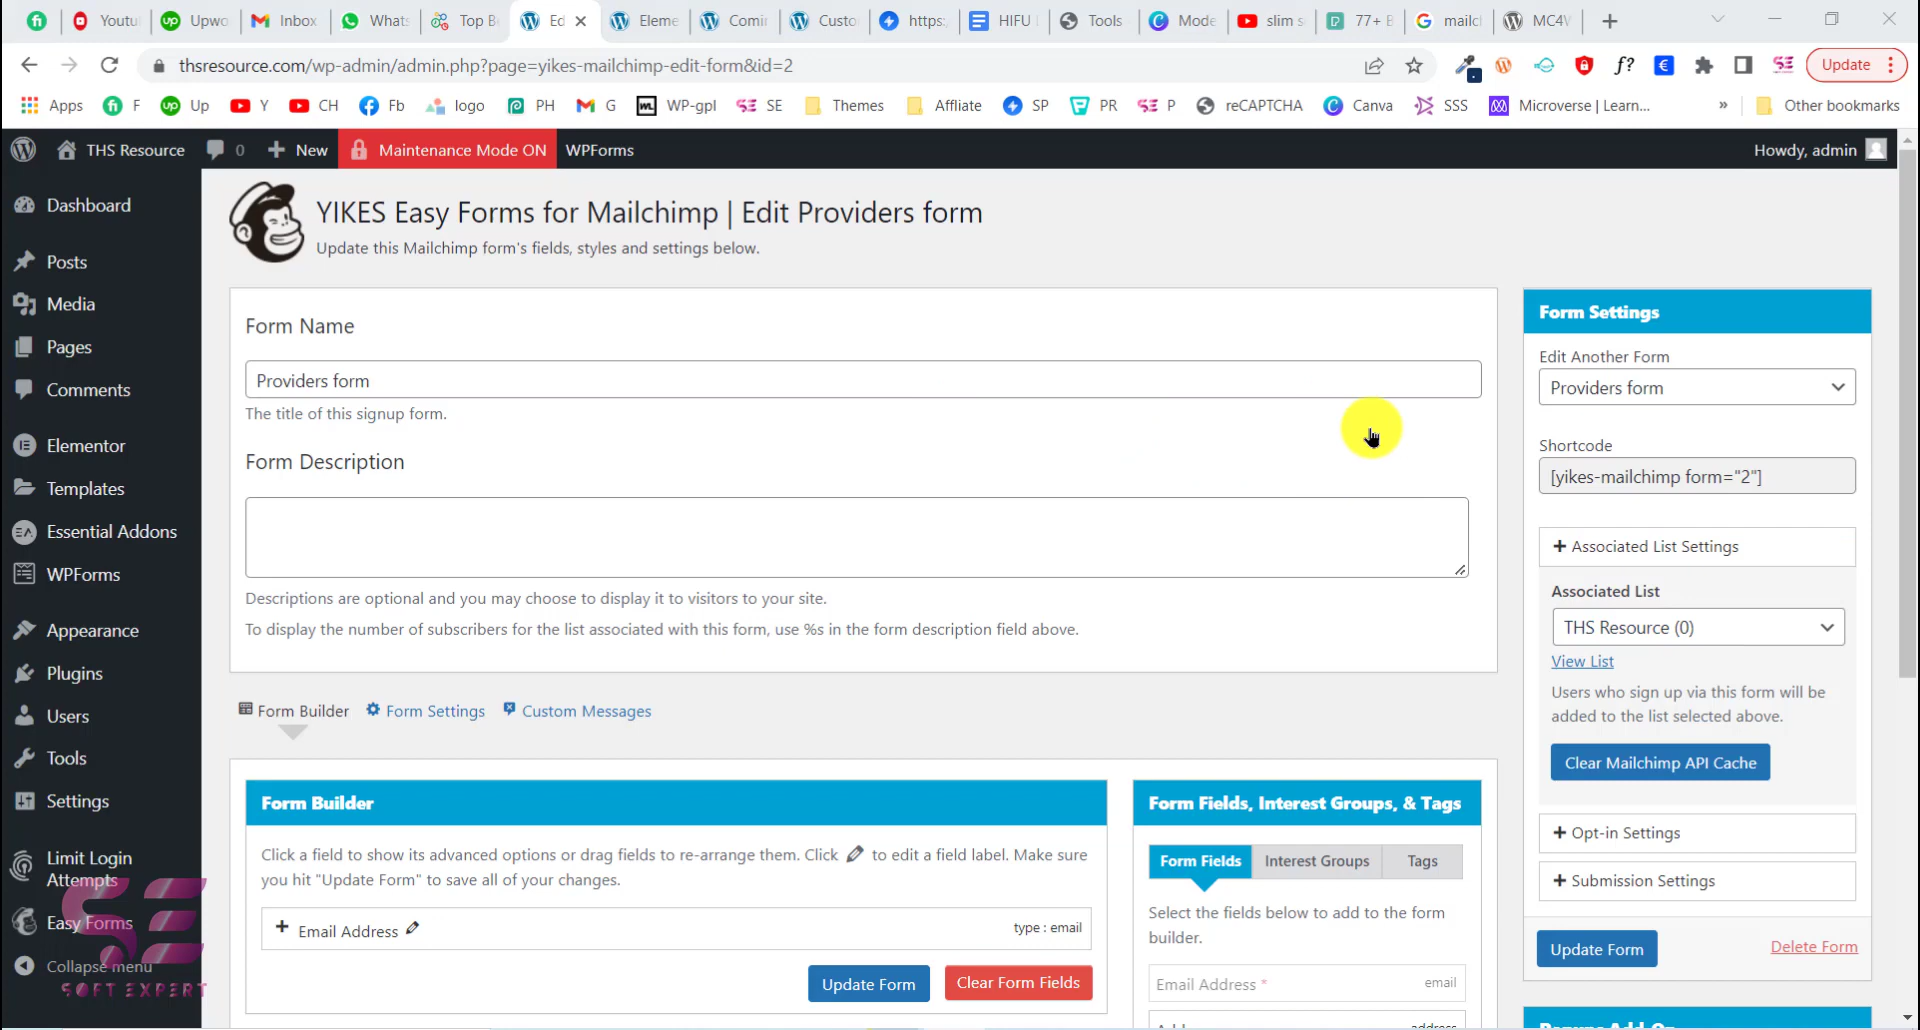 Youtu
Upwo
Inbox
Whats
Top B
Ed
Eleme
Comin
Custo
https:
HIFU
Tools
Mode
slim s
77+ B
mailc
MC4W
thsresource.com/wp-admin/admin.php?page=yikes-mailchimp-edit-form&id=2
Update
Apps F Up Y CH Fb logo PH G WP-gpl SE Themes Affliate SP PR P reCAPTCHA Canva SSS Microverse | Learn... » Other bookmarks
THS Resource 0 New Maintenance Mode ON WPForms Howdy, admin
Dashboard
Posts
Media
Pages
Comments
Elementor
Templates
Essential Addons
WPForms
Appearance
Plugins
Users
Tools
Settings
Limit Login
Attempts
Easy Forms
Collapse menu
SOFT EXPERT
YIKES Easy Forms for Mailchimp | Edit Providers form
Update this Mailchimp form's fields, styles and settings below.
Form Name
Providers form
The title of this signup form.
Form Description
Descriptions are optional and you may choose to display it to visitors to your site.
To display the number of subscribers for the list associated with this form, use %s in the form description field above.
Form Builder Form Settings Custom Messages
Form Builder
Click a field to show its advanced options or drag fields to re-arrange them. Click to edit a field label. Make sure
you hit "Update Form" to save all of your changes.
+ Email Address type : email
Update Form Clear Form Fields
Form Fields, Interest Groups, & Tags
Form Fields Interest Groups Tags
Select the fields below to add to the form
builder.
Email Address * email
address
Form Settings
Edit Another Form
Providers form
Shortcode
[yikes-mailchimp form="2"]
+ Associated List Settings
Associated List
THS Resource (0)
View List
Users who sign up via this form will be
added to the list selected above.
Clear Mailchimp API Cache
+ Opt-in Settings
+ Submission Settings
Update Form Delete Form